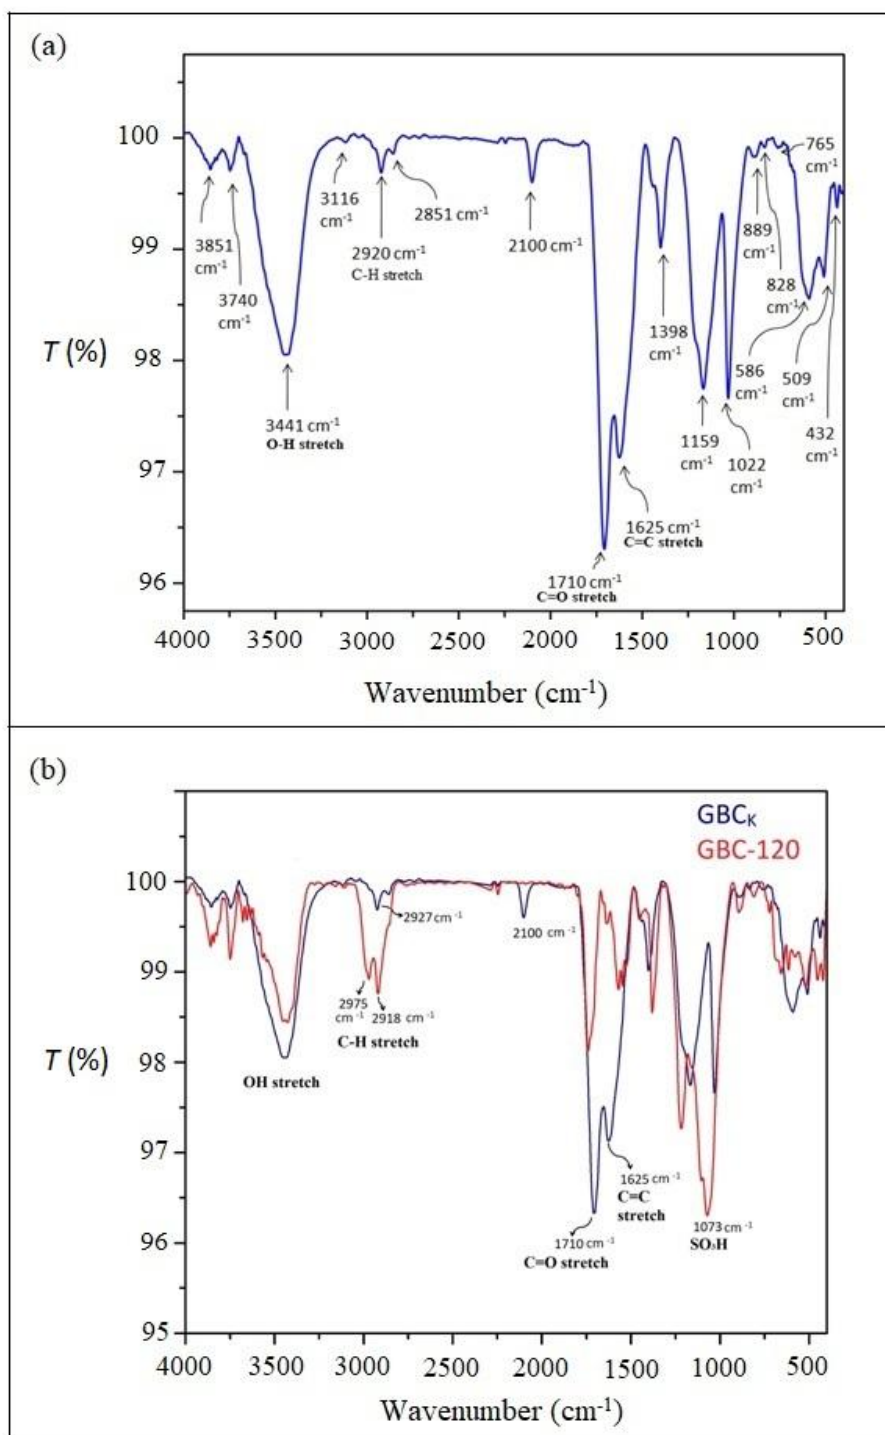 (a)
100
99
98
97
96
T (%)
3851
cm-1
3740
cm-1
3441 cm-1
O-H stretch
3116
cm-1
2920 cm-1
C-H stretch
2851 cm-1
2100 cm-1
1710 cm-1
C=O stretch
1625 cm-1
C=C stretch
1398
cm-1
1159
cm-1
1022
cm-1
889
cm-1
828
cm-1
765
cm-1
586
cm-1
509
cm-1
432
cm-1
4000 3500 3000 2500 2000 1500 1000 500
Wavenumber (cm-1)
(b)
GBCK
GBC-120
100
99
98
97
96
95
T (%)
2927 cm -1
2975
cm -1
2918 cm -1
C-H stretch
OH stretch
2100 cm -1
1625 cm -1
C=C
stretch
1710 cm -1
C=O stretch
1073 cm -1
SO3H
4000 3500 3000 2500 2000 1500 1000 500
Wavenumber (cm-1)